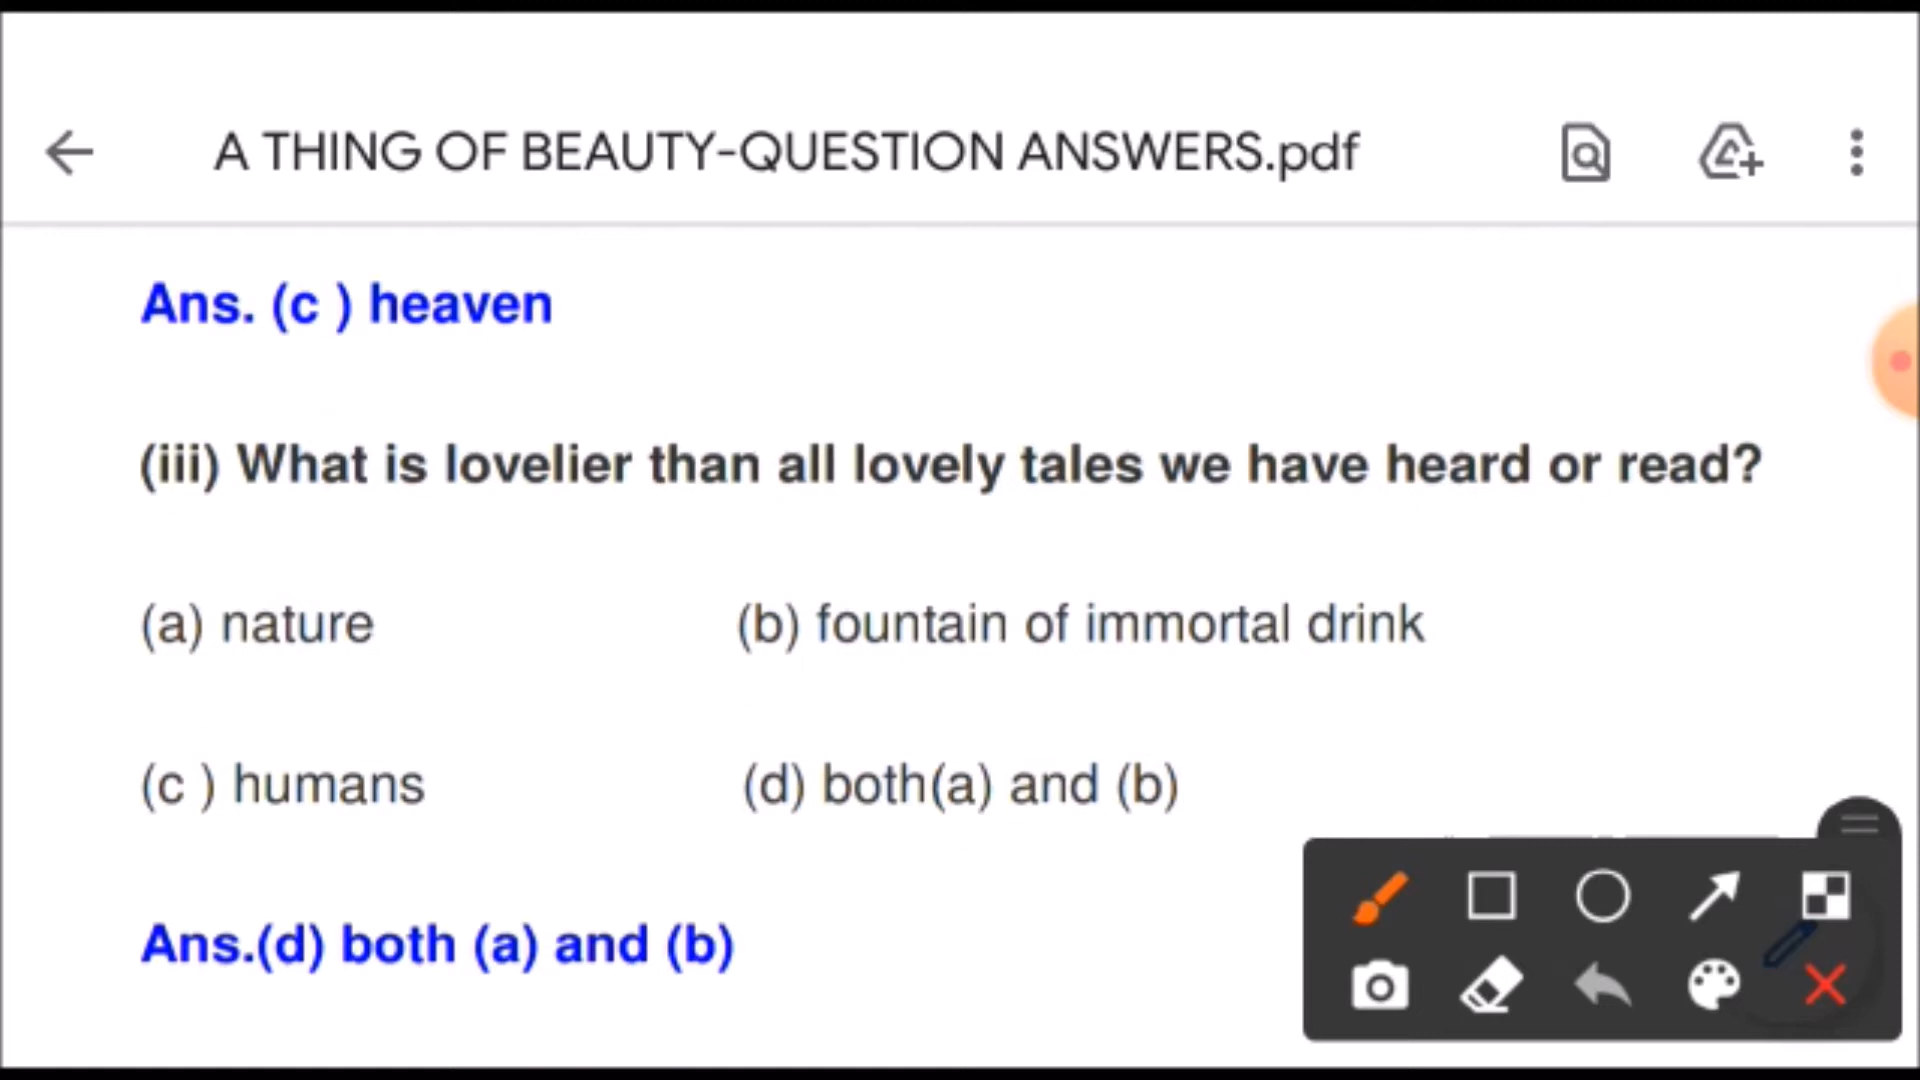 A THING OF BEAUTY-QUESTION ANSWERS.pdf
Ans. (c ) heaven
(iii) What is lovelier than all lovely tales we have heard or read?
(a) nature (b) fountain of immortal drink
(c ) humans (d) both(a) and (b)
Ans.(d) both (a) and (b)